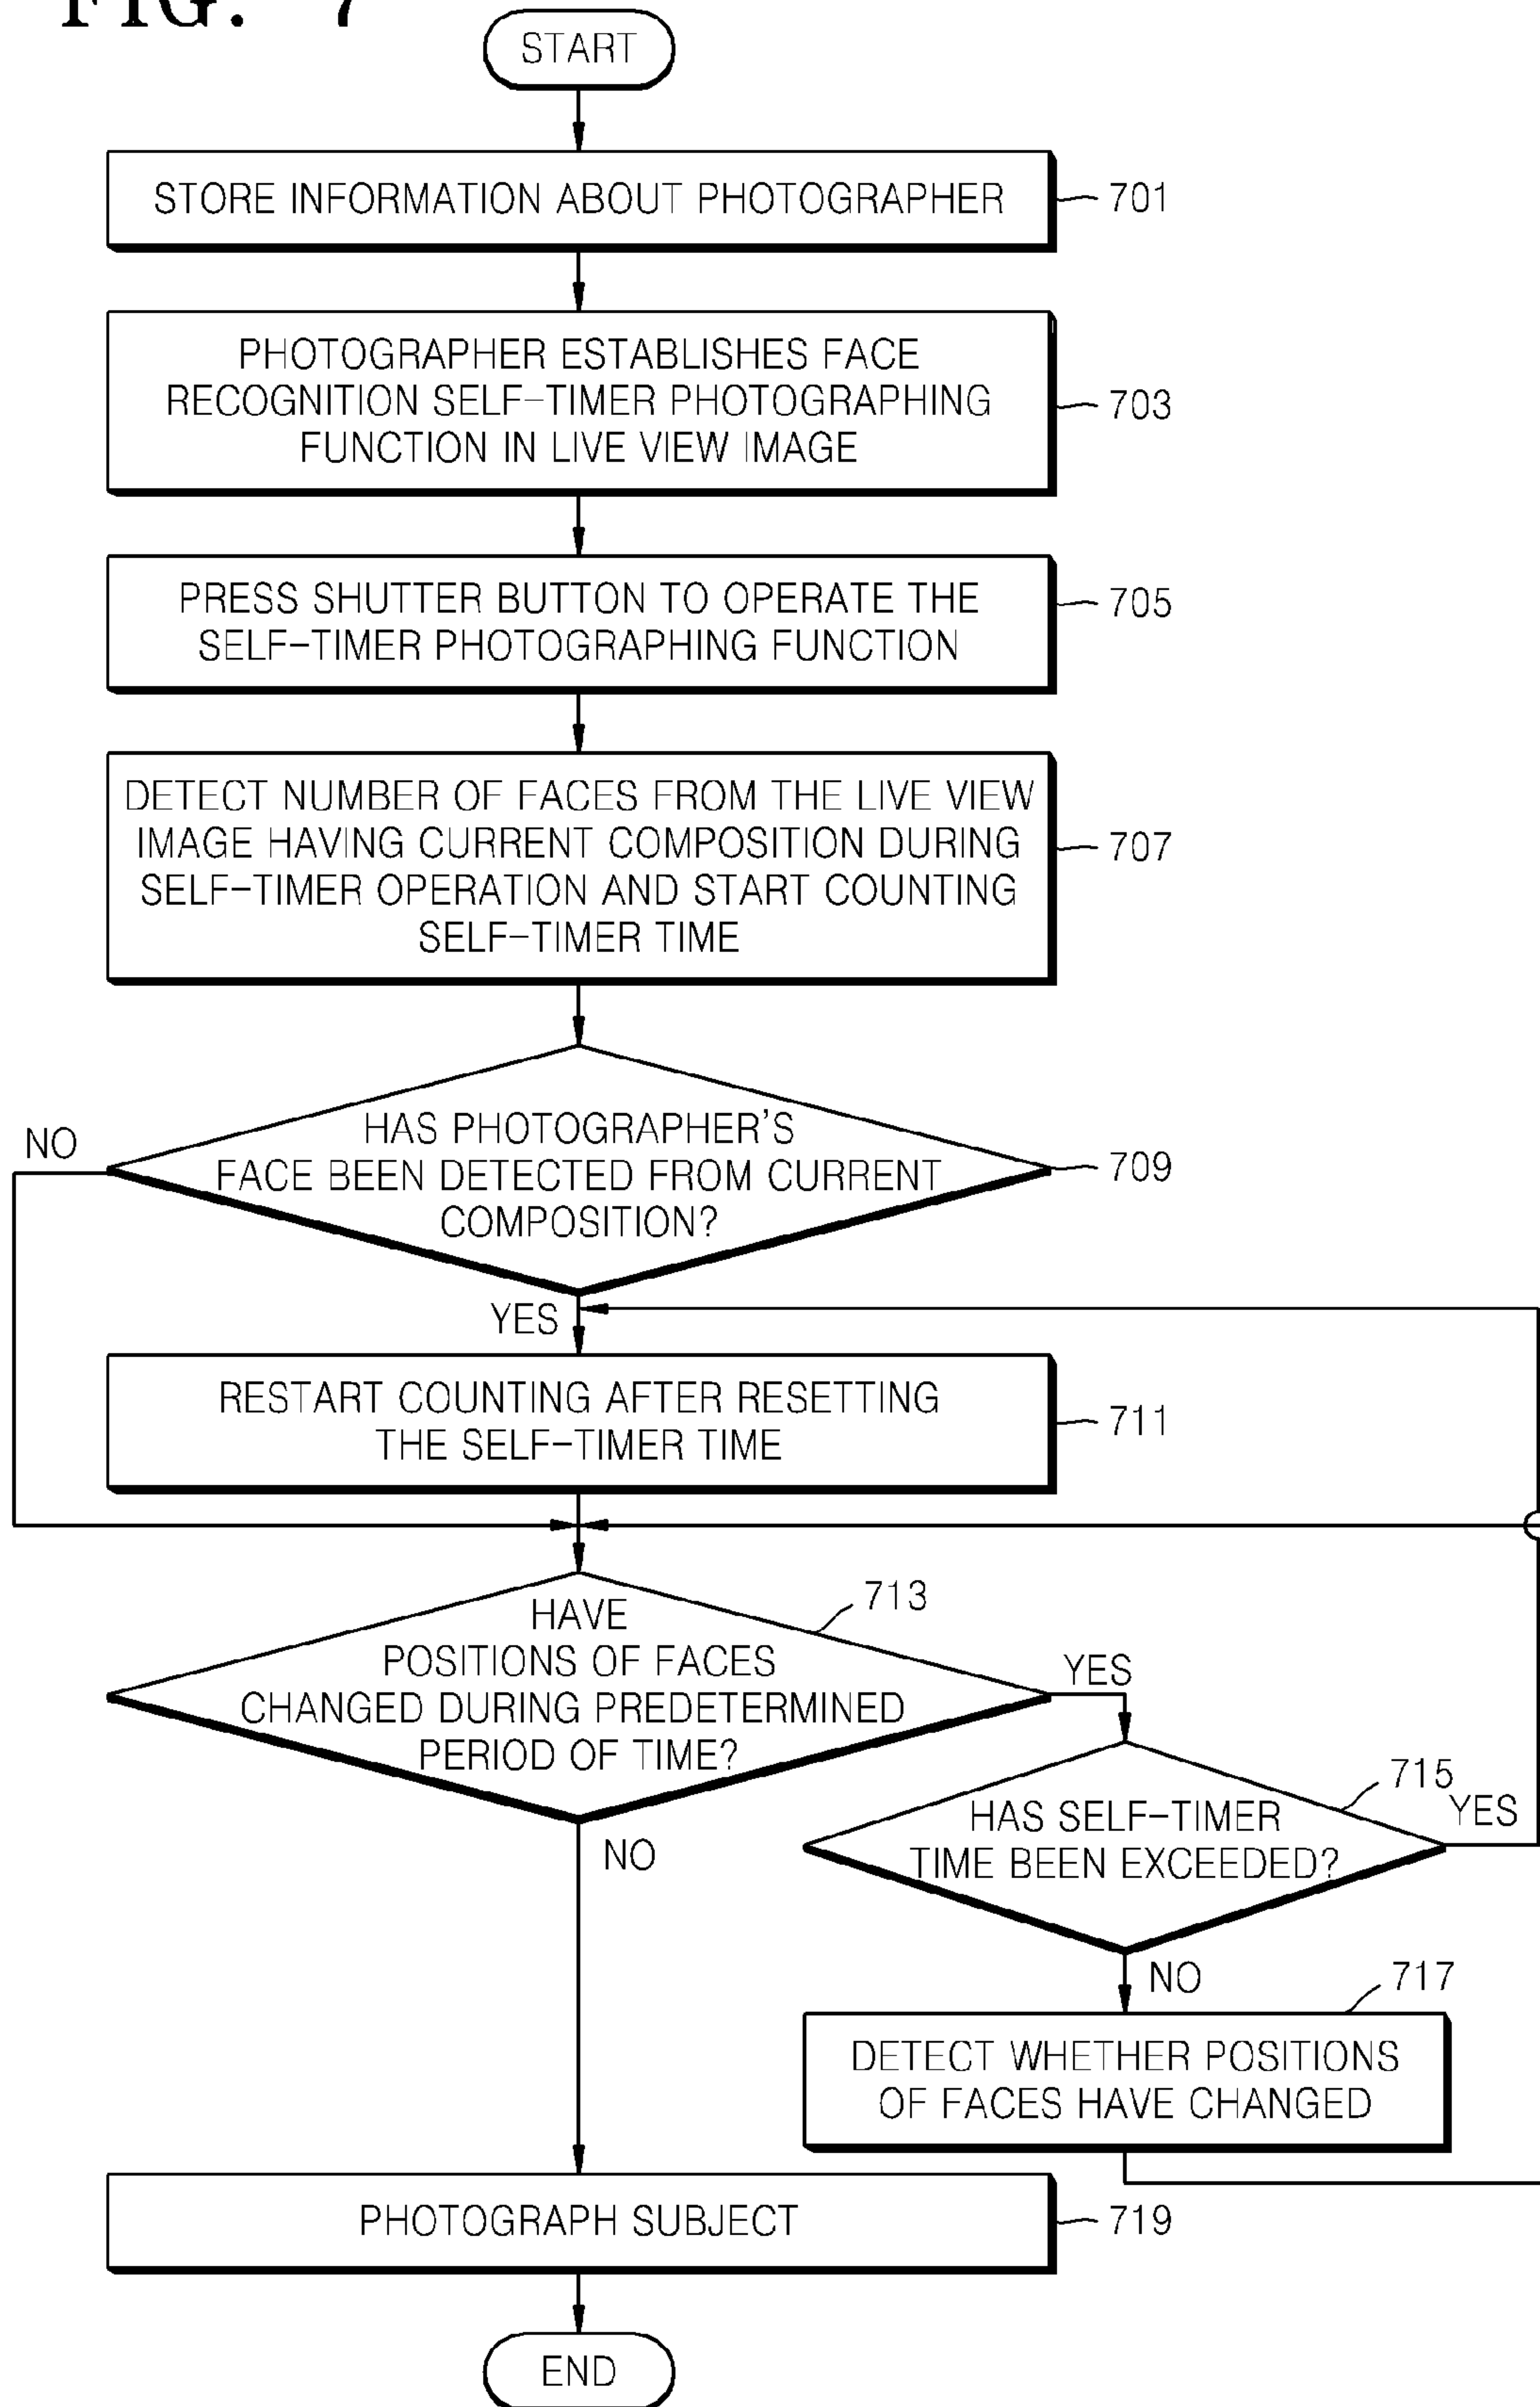 FIG. 7
START
STORE INFORMATION ABOUT PHOTOGRAPHER
701
PHOTOGRAPHER ESTABLISHES FACE
RECOGNITION SELF-TIMER PHOTOGRAPHING
FUNCTION IN LIVE VIEW IMAGE
703
PRESS SHUTTER BUTTON TO OPERATE THE
SELF-TIMER PHOTOGRAPHING FUNCTION
705
DETECT NUMBER OF FACES FROM THE LIVE VIEW
IMAGE HAVING CURRENT COMPOSITION DURING
SELF-TIMER OPERATION AND START COUNTING
SELF-TIMER TIME
707
HAS PHOTOGRAPHER'S
FACE BEEN DETECTED FROM CURRENT
COMPOSITION?
709
NO
YES
RESTART COUNTING AFTER RESETTING
THE SELF-TIMER TIME
711
HAVE
POSITIONS OF FACES
CHANGED DURING PREDETERMINED
PERIOD OF TIME?
713
YES
NO
HAS SELF-TIMER
TIME BEEN EXCEEDED?
715
YES
NO
DETECT WHETHER POSITIONS
OF FACES HAVE CHANGED
717
PHOTOGRAPH SUBJECT
719
END